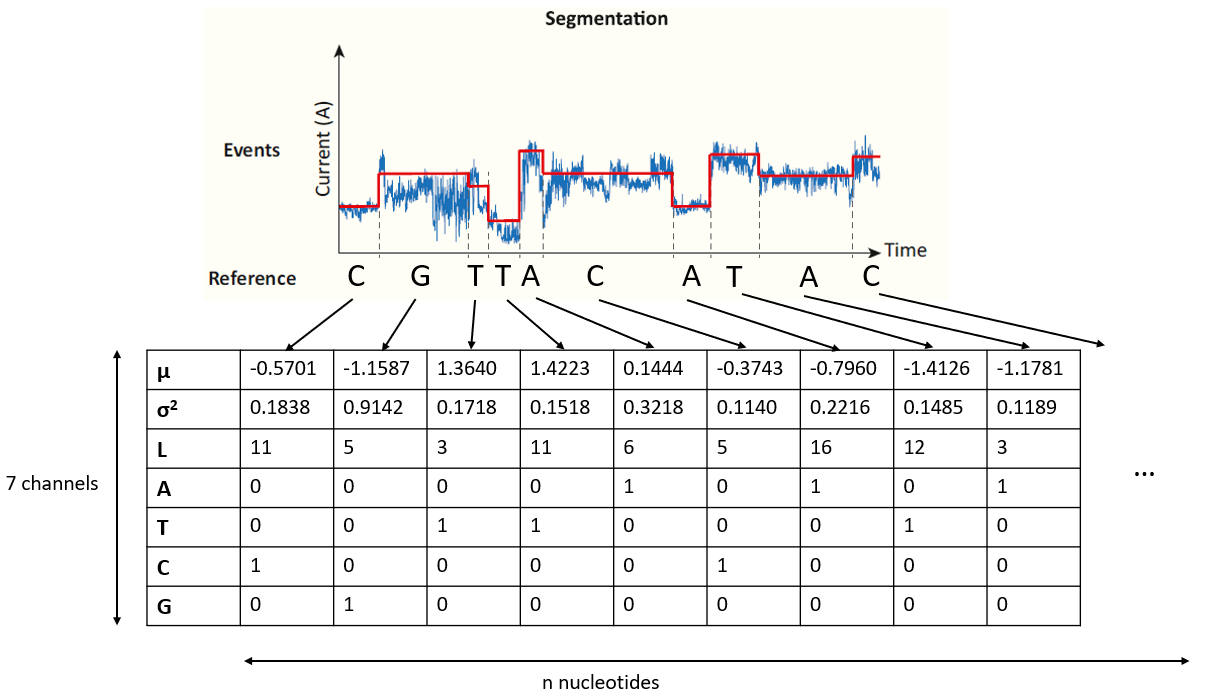 Segmentation
Current (A)
Events
Time
Reference C G T T A C A T A C
μ -0.5701 -1.1587 1.3640 1.4223 0.1444 -0.3743 -0.7960 -1.4126 -1.1781
σ² 0.1838 0.9142 0.1718 0.1518 0.3218 0.1140 0.2216 0.1485 0.1189
L 11 5 3 11 6 5 16 12 3
7 channels
...
A 0 0 0 0 1 0 1 0 1
T 0 0 1 1 0 0 0 1 0
C 1 0 0 0 0 1 0 0 0
G 0 1 0 0 0 0 0 0 0
n nucleotides